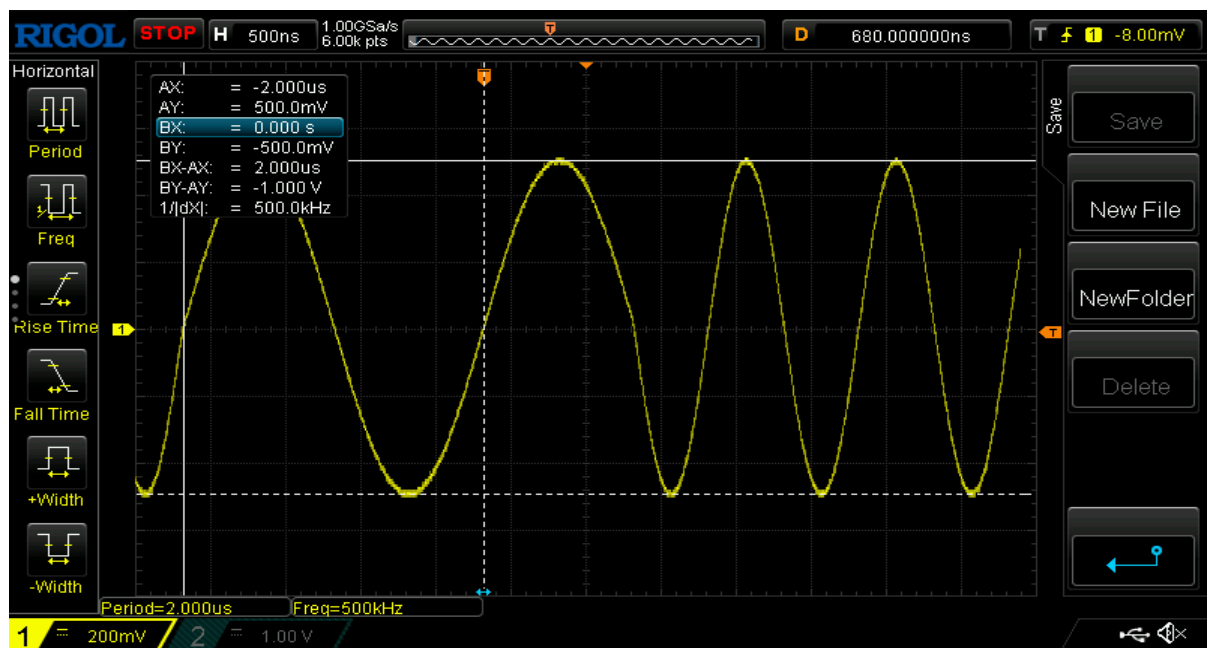 RIGOL STOP H 500ns 1.00GSa/s 6.00k pts T D 680.000000ns T 1 -8.00mV
Horizontal
Period
Freq
Rise Time
Fall Time
+Width
-Width
T
AX: = -2.000us
AY: = 500.0mV
BX: = 0.000 s
BY: = -500.0mV
BX-AX: = 2.000us
BY-AY: = -1.000 V
1/|dX|: = 500.0kHz
1
T
Save
Save
New File
NewFolder
Delete
Period=2.000us Freq=500kHz
1 200mV 2 1.00 V